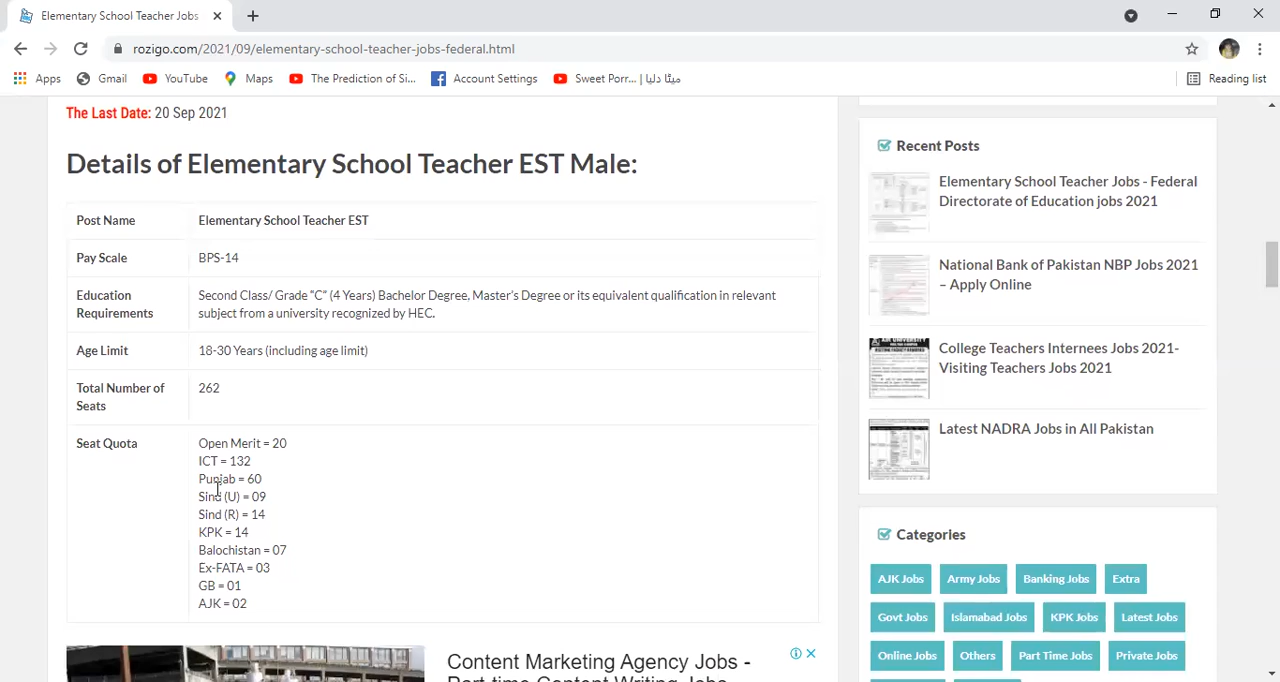 Elementary School Teacher Jobs
rozigo.com/2021/09/elementary-school-teacher-jobs-federal.html
Apps Gmail YouTube Maps The Prediction of Si... Account Settings Sweet Porr... | میٹا دلیا Reading list
The Last Date: 20 Sep 2021
Details of Elementary School Teacher EST Male:
Post Name Elementary School Teacher EST
Pay Scale BPS-14
Education Requirements Second Class/ Grade “C” (4 Years) Bachelor Degree, Master’s Degree or its equivalent qualification in relevant
subject from a university recognized by HEC.
Age Limit 18-30 Years (including age limit)
Total Number of Seats 262
Seat Quota Open Merit = 20
ICT = 132
Punjab = 60
Sind (U) = 09
Sind (R) = 14
KPK = 14
Balochistan = 07
Ex-FATA = 03
GB = 01
AJK = 02
Content Marketing Agency Jobs -
Part-time Content Writing Jobs
Recent Posts
Elementary School Teacher Jobs - Federal
Directorate of Education jobs 2021
National Bank of Pakistan NBP Jobs 2021
– Apply Online
College Teachers Internees Jobs 2021-
Visiting Teachers Jobs 2021
Latest NADRA Jobs in All Pakistan
Categories
AJK Jobs Army Jobs Banking Jobs Extra
Govt Jobs Islamabad Jobs KPK Jobs Latest Jobs
Online Jobs Others Part Time Jobs Private Jobs